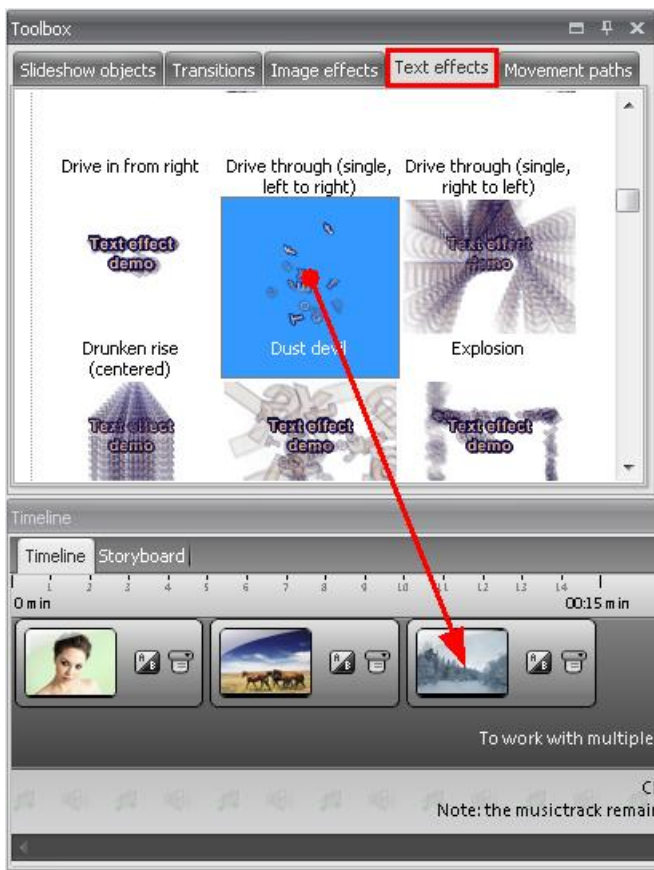 Toolbox
Slideshow objects Transitions Image effects Text effects Movement paths
Drive in from right Drive through (single, left to right) Drive through (single, right to left)
Text effect
demo
Text effect
demo
Drunken rise
(centered)
Dust devil
Explosion
Text effect
demo
Text effect
demo
Text effect
demo
Timeline
Timeline Storyboard
1 2 3 4 5 6 7 8 9 10 11 12 13 14
0 min 00:15 min
A B A B A B
To work with multiple
Note: the musictrack remain